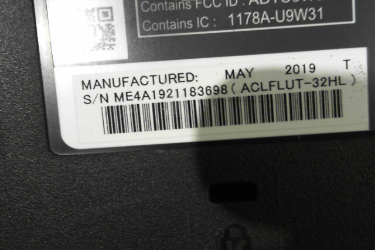 Contains FCC ID :
Contains IC : 1178A-U9W31
MANUFACTURED: MAY 2019 T
S/N ME4A1921183698(ACLFLUT-32HL)